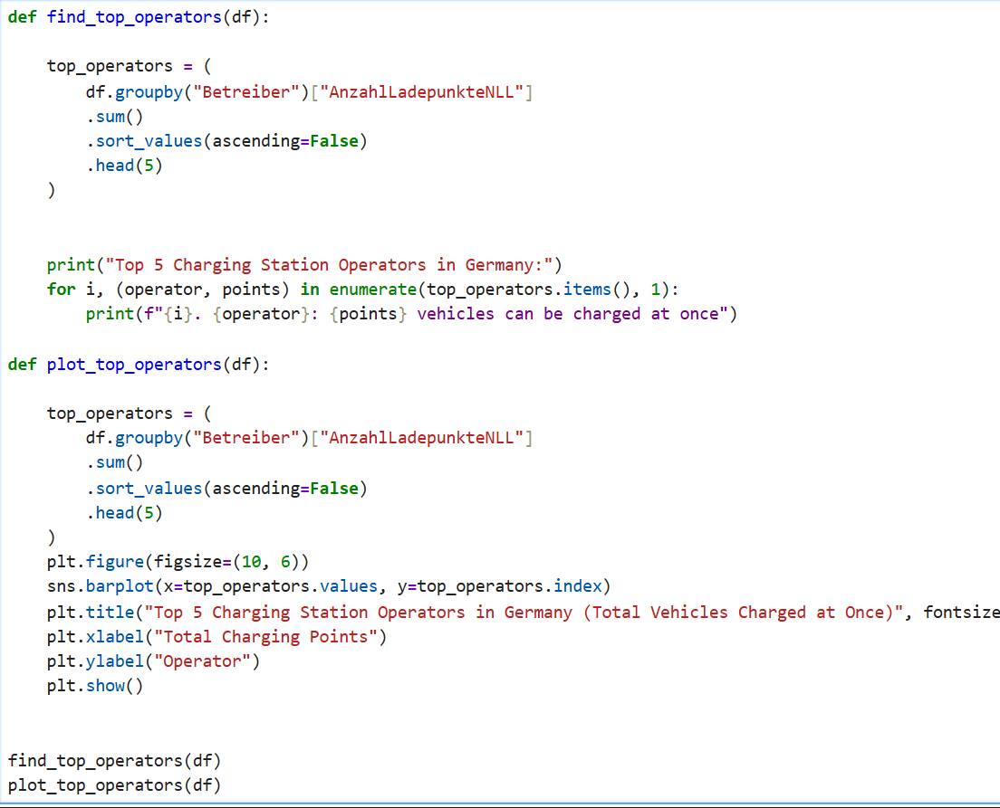 def find_top_operators(df):
    top_operators = (
        df.groupby("Betreiber")["AnzahlLadepunkteNLL"]
        .sum()
        .sort_values(ascending=False)
        .head(5)
    )
    print("Top 5 Charging Station Operators in Germany:")
    for i, (operator, points) in enumerate(top_operators.items(), 1):
        print(f"{i}. {operator}: {points} vehicles can be charged at once")
def plot_top_operators(df):
    top_operators = (
        df.groupby("Betreiber")["AnzahlLadepunkteNLL"]
        .sum()
        .sort_values(ascending=False)
        .head(5)
    )
    plt.figure(figsize=(10, 6))
    sns.barplot(x=top_operators.values, y=top_operators.index)
    plt.title("Top 5 Charging Station Operators in Germany (Total Vehicles Charged at Once)", fontsize
    plt.xlabel("Total Charging Points")
    plt.ylabel("Operator")
    plt.show()
find_top_operators(df)
plot_top_operators(df)